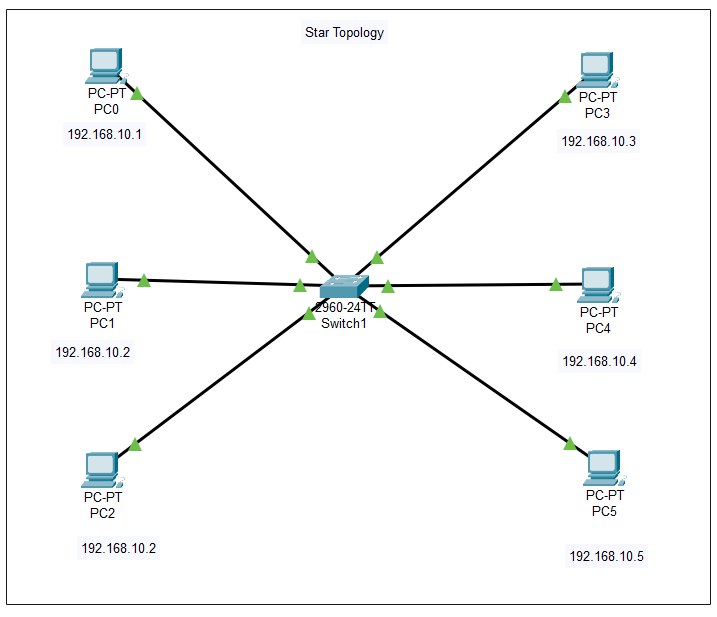 Star Topology
PC-PT
PC0
192.168.10.1
PC-PT
PC3
192.168.10.3
PC-PT
PC1
192.168.10.2
2960-24TT
Switch1
PC-PT
PC4
192.168.10.4
PC-PT
PC2
192.168.10.2
PC-PT
PC5
192.168.10.5